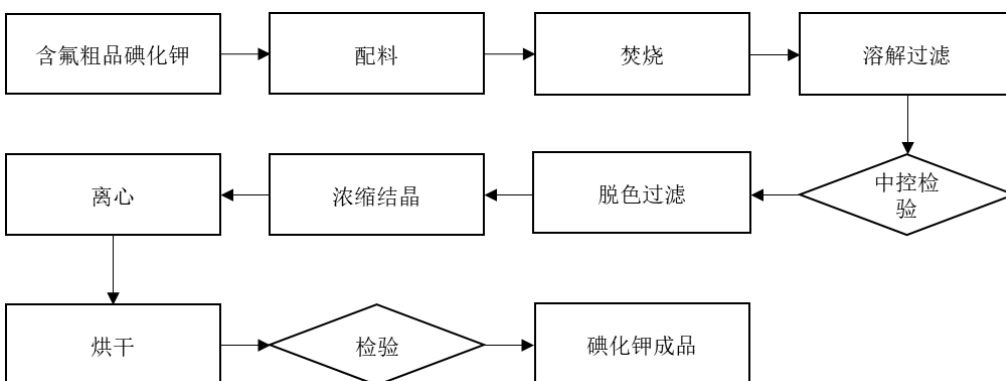 含氟粗品碘化钾
配料
焚烧
溶解过滤
中控检
验
脱色过滤
浓缩结晶
离心
烘干
检验
碘化钾成品